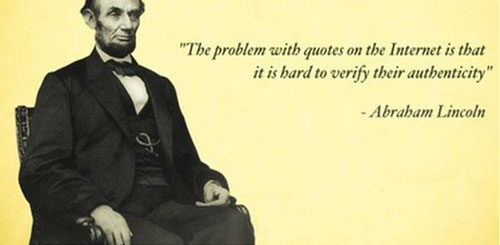 "The problem with quotes on the Internet is that
it is hard to verify their authenticity"
- Abraham Lincoln